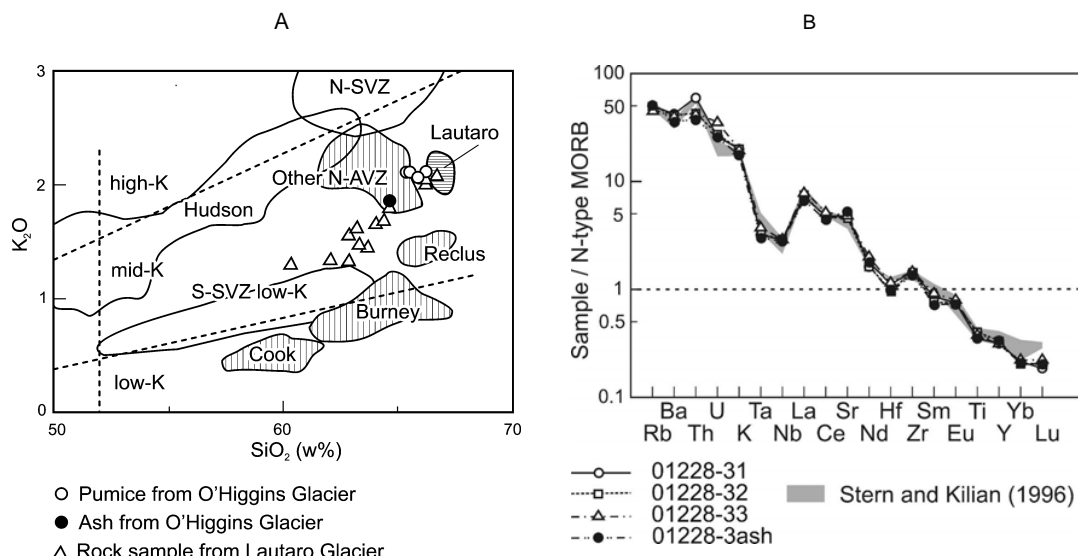 A
B
3
2
1
0
K₂O
50
60
70
SiO₂ (w%)
N-SVZ
Lautaro
high-K
Other N-AVZ
Hudson
Reclus
mid-K
S-SVZ low-K
Burney
Cook
low-K
Pumice from O'Higgins Glacier
Ash from O'Higgins Glacier
Rock sample from Lautaro Glacier
Sample / N-type MORB
100
50
10
5
1
0.5
0.1
Ba U Ta La Sr Hf Sm Ti Yb
Rb Th K Nb Ce Nd Zr Eu Y Lu
01228-31
01228-32
01228-33
01228-3ash
Stern and Kilian (1996)